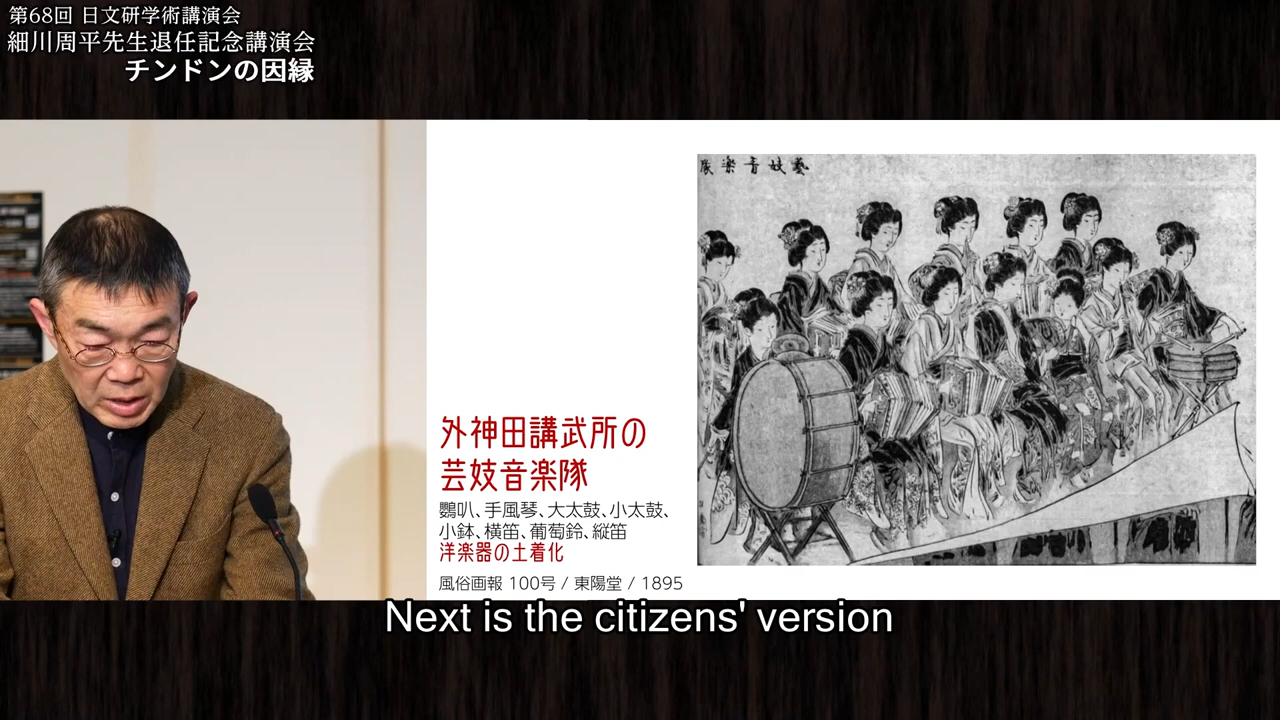 第68回 日文研学術講演会
細川周平先生退任記念講演会
チンドンの因縁
藝妓音楽隊
外神田講武所の
芸妓音楽隊
鸚叭、手風琴、大太鼓、小太鼓、
小鉢、横笛、葡萄鈴、縦笛
洋楽器の土着化
風俗画報 100号 / 東陽堂 / 1895
Next is the citizens' version